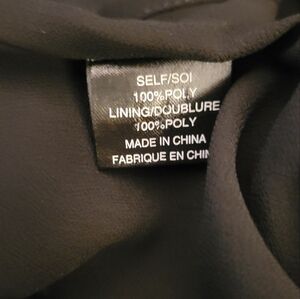 SELF/SOI
100%POLY
LINING/DOUBLURE
100%POLY
MADE IN CHINA
FABRIQUE EN CHIN